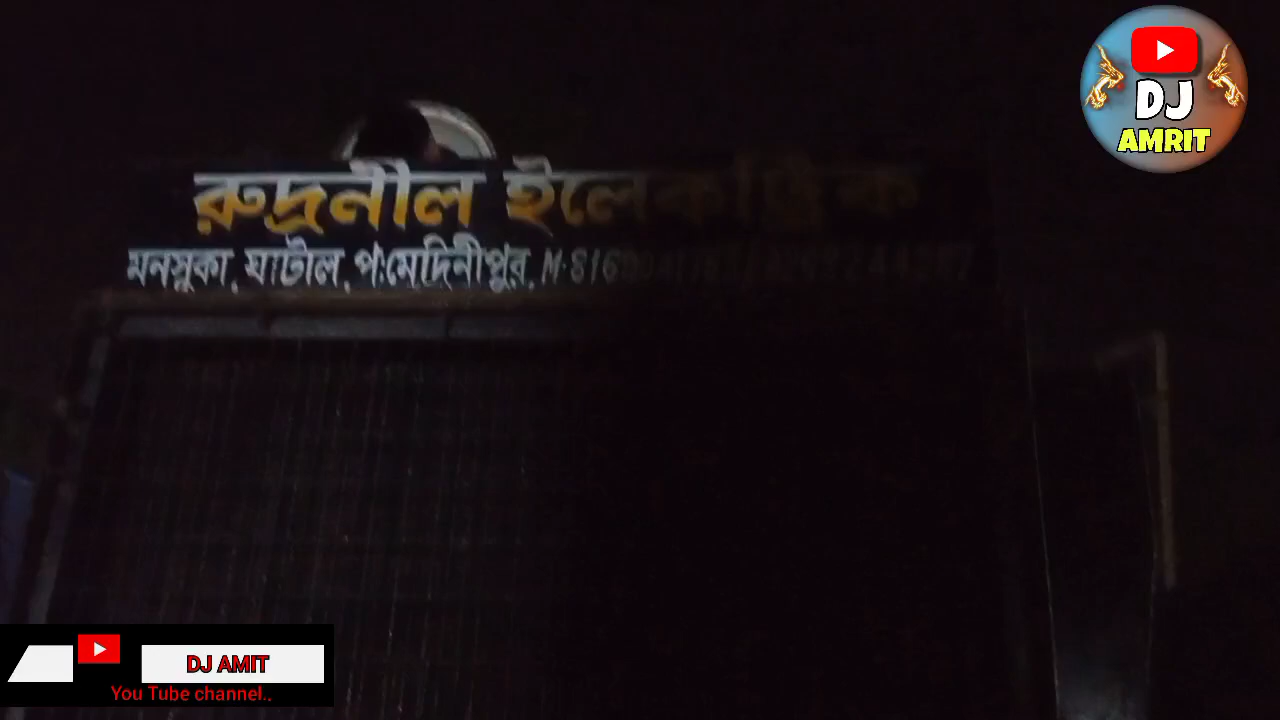 DJ
AMRIT
রুদ্রনীল ইলেকট্রিক
মনসুকা, ঘাটাল, প:মেদিনীপুর, M-
DJ AMIT
You Tube channel..